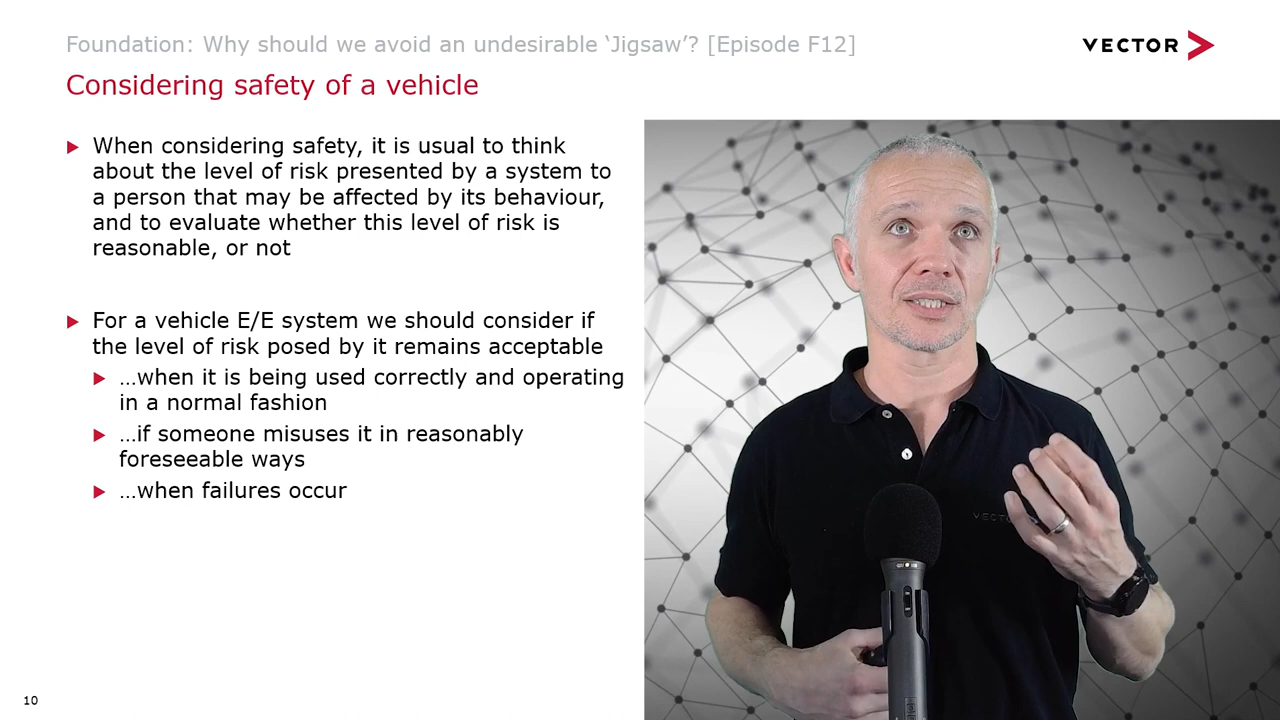 Foundation: Why should we avoid an undesirable ‘Jigsaw’? [Episode F12]
VECTOR
Considering safety of a vehicle
When considering safety, it is usual to think
about the level of risk presented by a system to
a person that may be affected by its behaviour,
and to evaluate whether this level of risk is
reasonable, or not
For a vehicle E/E system we should consider if
the level of risk posed by it remains acceptable
…when it is being used correctly and operating
in a normal fashion
…if someone misuses it in reasonably
foreseeable ways
…when failures occur
VECTOR
10